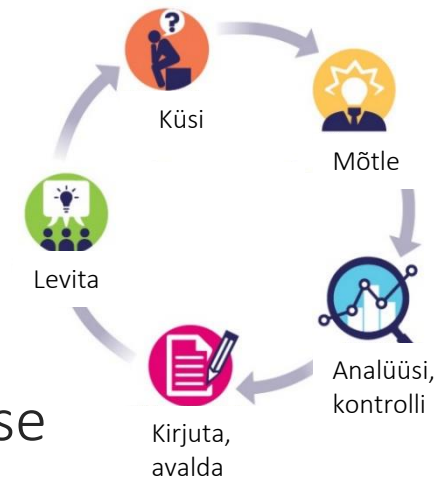 ?
Küsi
Mõtle
Levita
Analüüsi,
kontrolli
se
Kirjuta,
avalda